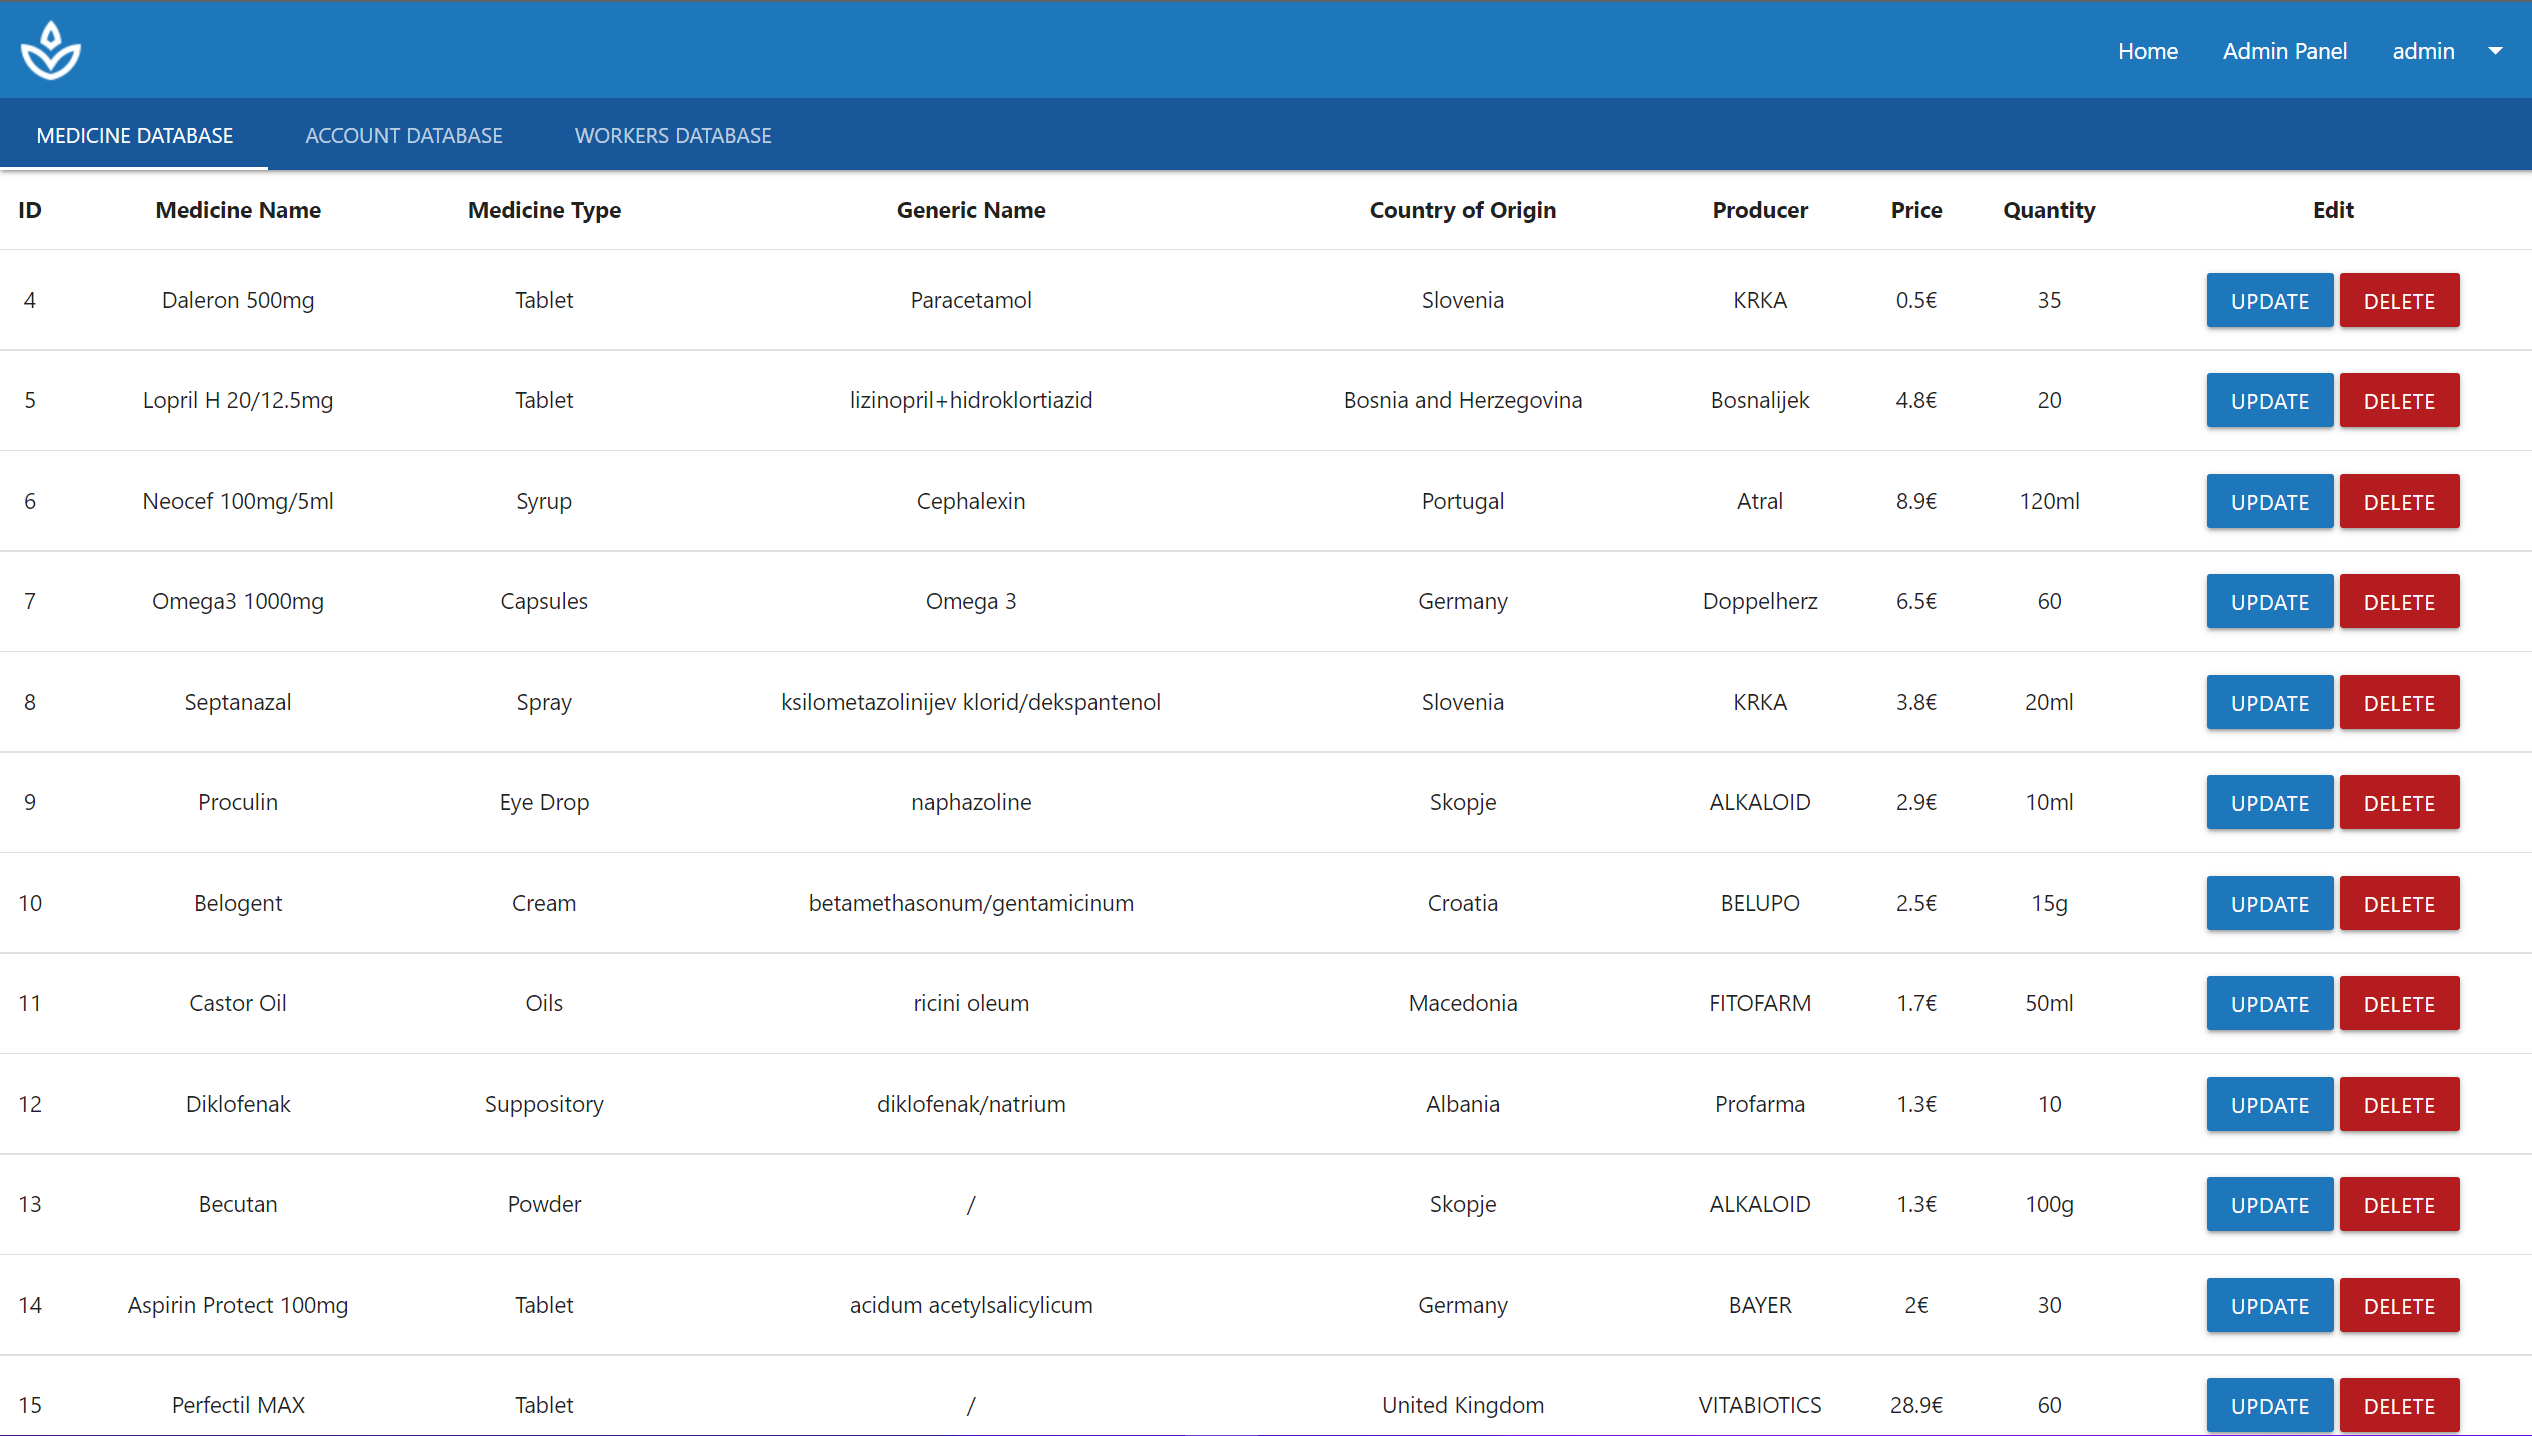 Home Admin Panel admin
MEDICINE DATABASE ACCOUNT DATABASE WORKERS DATABASE
ID Medicine Name Medicine Type Generic Name Country of Origin Producer Price Quantity Edit
4 Daleron 500mg Tablet Paracetamol Slovenia KRKA 0.5€ 35 UPDATE DELETE
5 Lopril H 20/12.5mg Tablet lizinopril+hidroklortiazid Bosnia and Herzegovina Bosnalijek 4.8€ 20 UPDATE DELETE
6 Neocef 100mg/5ml Syrup Cephalexin Portugal Atral 8.9€ 120ml UPDATE DELETE
7 Omega3 1000mg Capsules Omega 3 Germany Doppelherz 6.5€ 60 UPDATE DELETE
8 Septanazal Spray ksilometazolinijev klorid/dekspantenol Slovenia KRKA 3.8€ 20ml UPDATE DELETE
9 Proculin Eye Drop naphazoline Skopje ALKALOID 2.9€ 10ml UPDATE DELETE
10 Belogent Cream betamethasonum/gentamicinum Croatia BELUPO 2.5€ 15g UPDATE DELETE
11 Castor Oil Oils ricini oleum Macedonia FITOFARM 1.7€ 50ml UPDATE DELETE
12 Diklofenak Suppository diklofenak/natrium Albania Profarma 1.3€ 10 UPDATE DELETE
13 Becutan Powder / Skopje ALKALOID 1.3€ 100g UPDATE DELETE
14 Aspirin Protect 100mg Tablet acidum acetylsalicylicum Germany BAYER 2€ 30 UPDATE DELETE
15 Perfectil MAX Tablet / United Kingdom VITABIOTICS 28.9€ 60 UPDATE DELETE